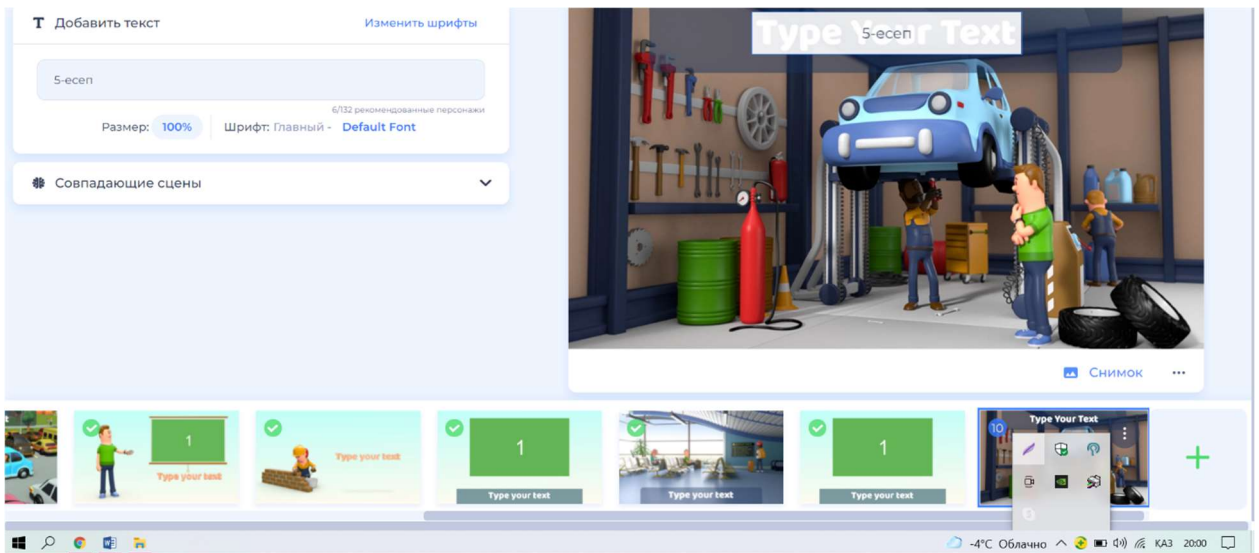 T Добавить текст
Изменить шрифты
5-есеп
6/132 рекомендованные персонажи
Размер: 100%
Шрифт: Главный - Default Font
Совпадающие сцены
Type Your Text
5-есеп
Снимок
1
Type your text
Type your text
1
Type your text
Type your text
1
Type your text
10
Type Your Text
-4°C Облачно
ҚАЗ
20:00